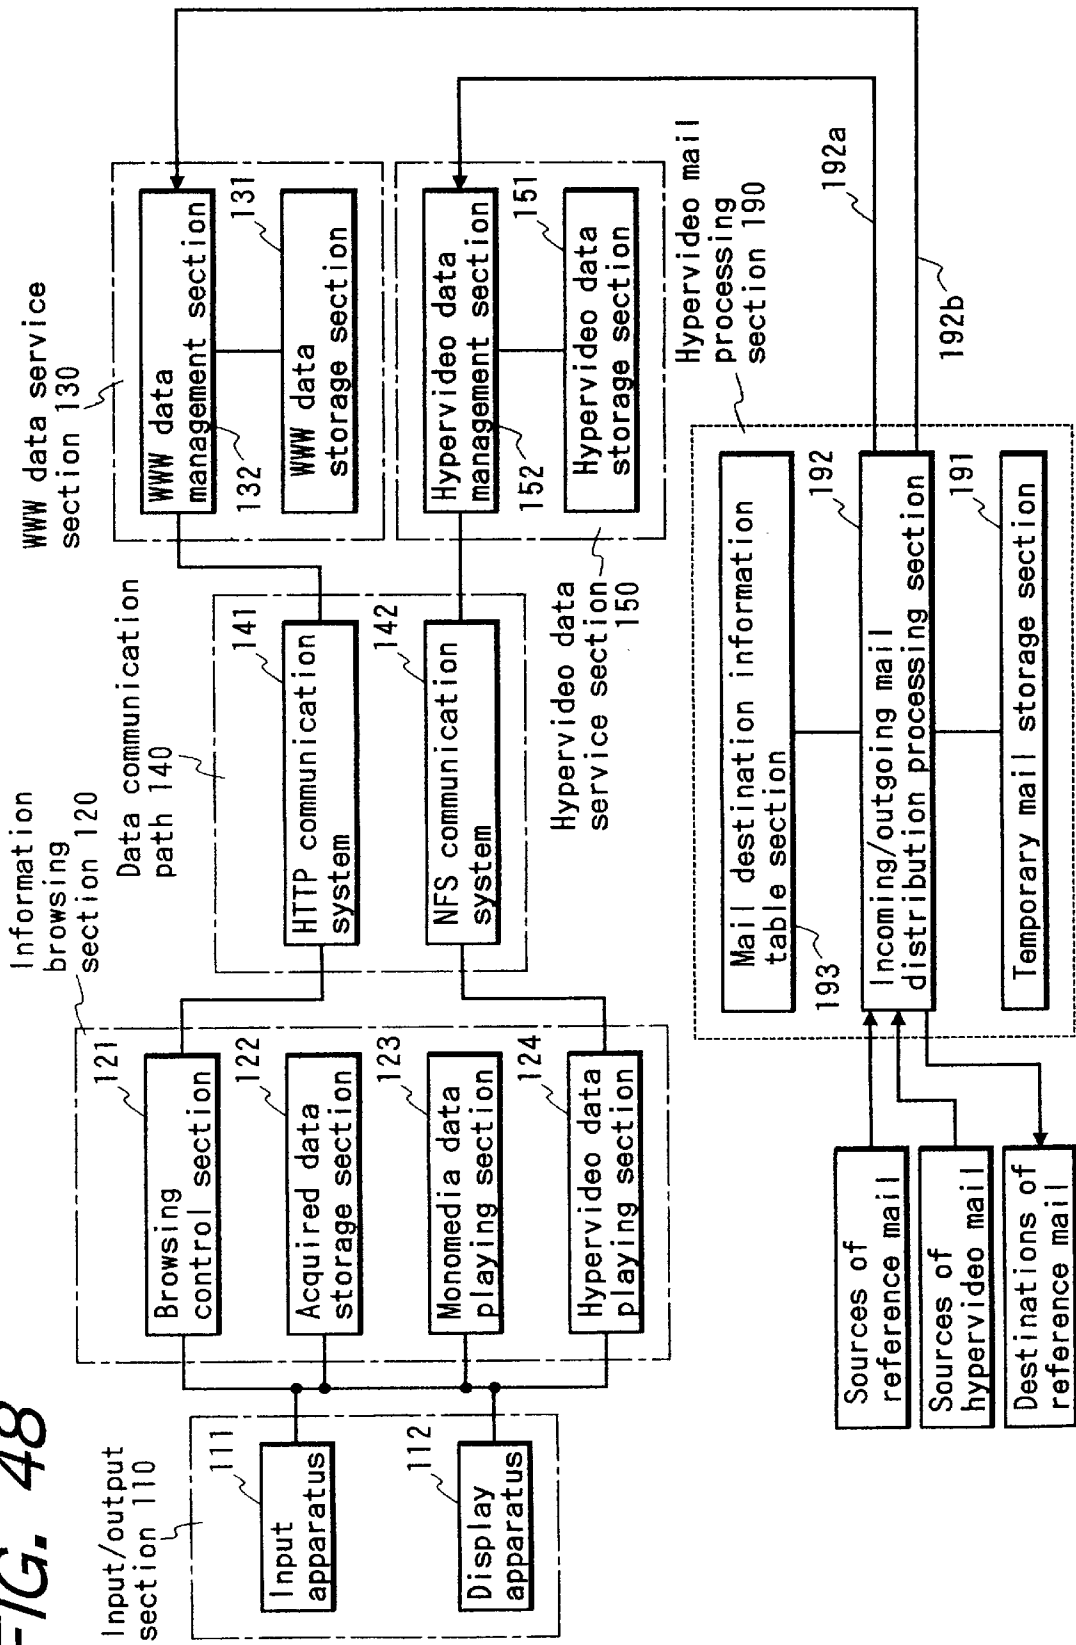 FIG. 48
Input/output
section 110
111
Input
apparatus
112
Display
apparatus
Information
browsing
section 120
121
Browsing
control section
122
Acquired data
storage section
123
Monomedia data
playing section
124
Hypervideo data
playing section
Data communication
path 140
141
HTTP communication
system
142
NFS communication
system
WWW data service
section 130
WWW data
management section
132
131
WWW data
storage section
Hypervideo data
management section
152
151
Hypervideo data
storage section
Hypervideo data
service section
150
Hypervideo mail
processing
section 190
Mail destination information
table section
193
192
Incoming/outgoing mail
distribution processing section
191
Temporary mail storage section
192a
192b
Sources of
reference mail
Sources of
hypervideo mail
Destinations of
reference mail